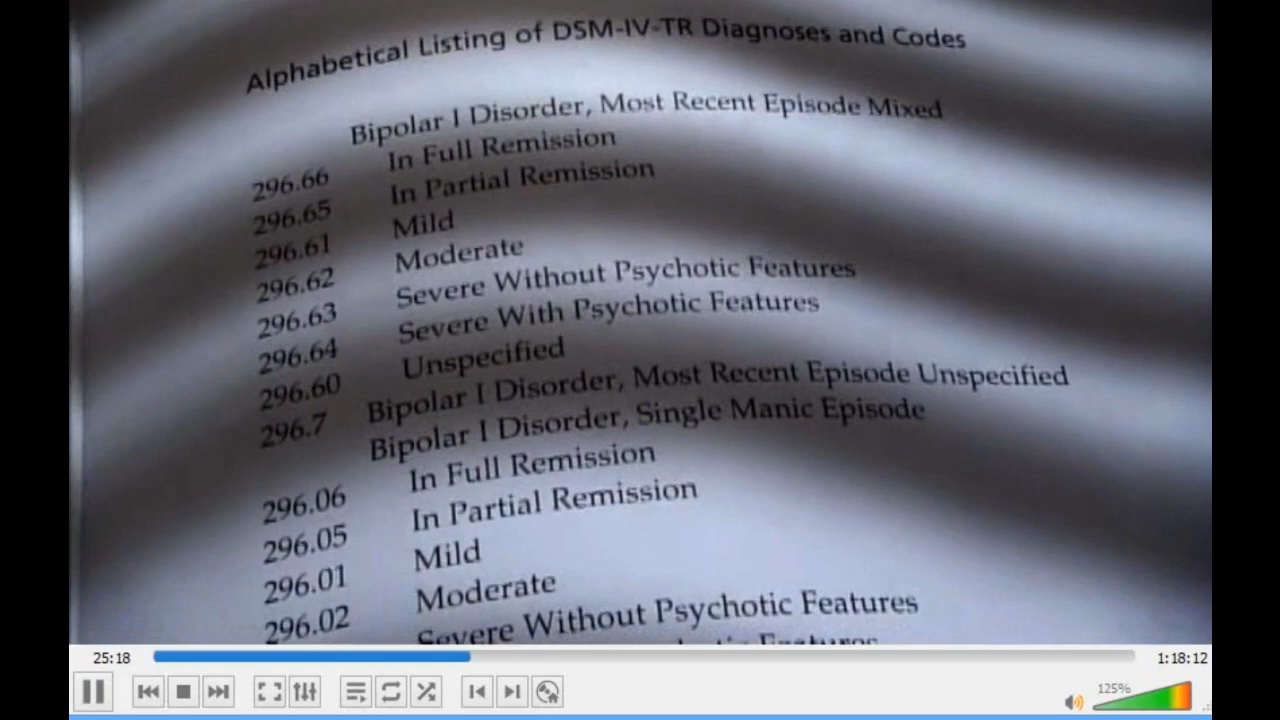 Alphabetical Listing of DSM-IV-TR Diagnoses and Codes
Bipolar I Disorder, Most Recent Episode Mixed
296.66 In Full Remission
296.65 In Partial Remission
296.61 Mild
296.62 Moderate
296.63 Severe Without Psychotic Features
296.64 Severe With Psychotic Features
296.60 Unspecified
296.7 Bipolar I Disorder, Most Recent Episode Unspecified
Bipolar I Disorder, Single Manic Episode
296.06 In Full Remission
296.05 In Partial Remission
296.01 Mild
296.02 Moderate
Severe Without Psychotic Features
Features
25:18 1:18:12
125%